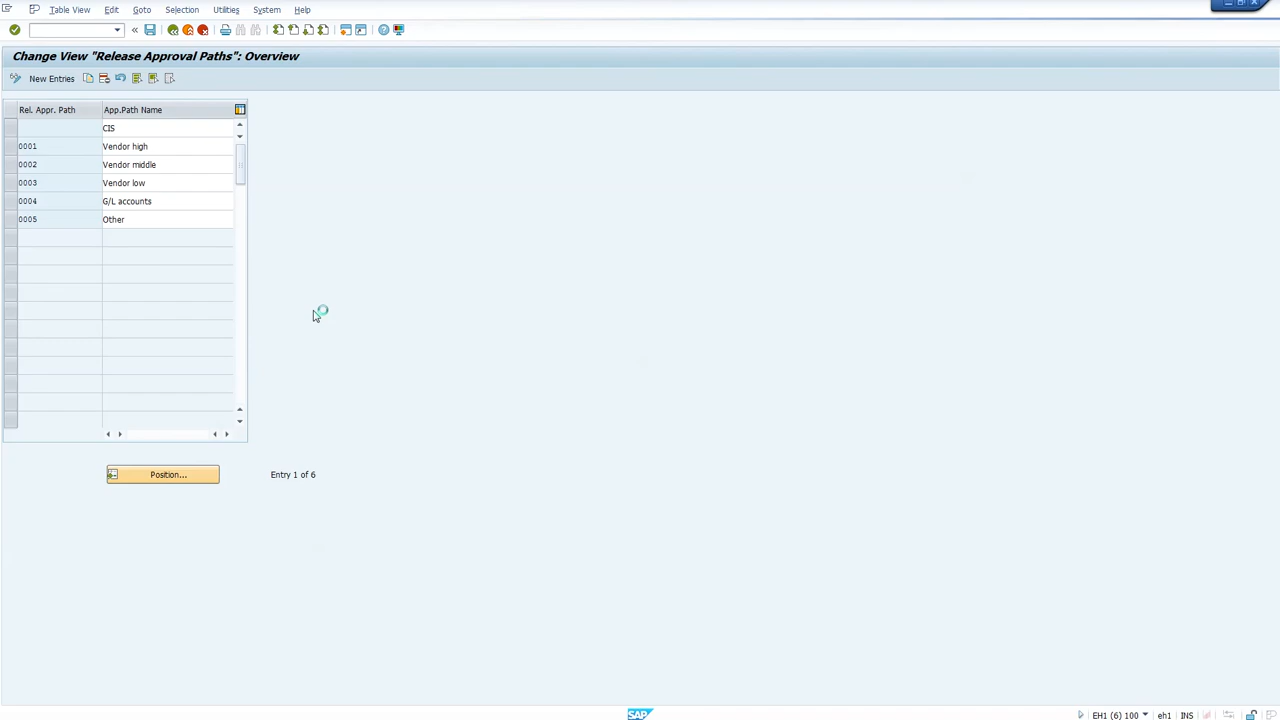 Table View Edit Goto Selection Utilities System Help
Change View "Release Approval Paths": Overview
New Entries
Rel. Appr. Path App.Path Name
CIS
0001 Vendor high
0002 Vendor middle
0003 Vendor low
0004 G/L accounts
0005 Other
Position... Entry 1 of 6
SAP EH1 (6) 100 eh1 INS